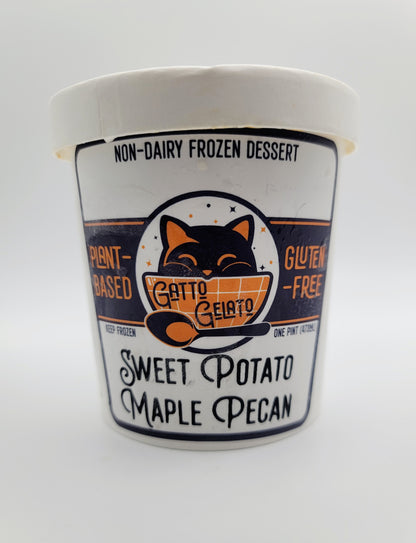 NON-DAIRY FROZEN DESSERT
PLANT-
BASED
GATTO
GELATO
GLUTEN
-FREE
KEEP FROZEN
ONE PINT (473ML)
SWEET POTATO
MAPLE PECAN